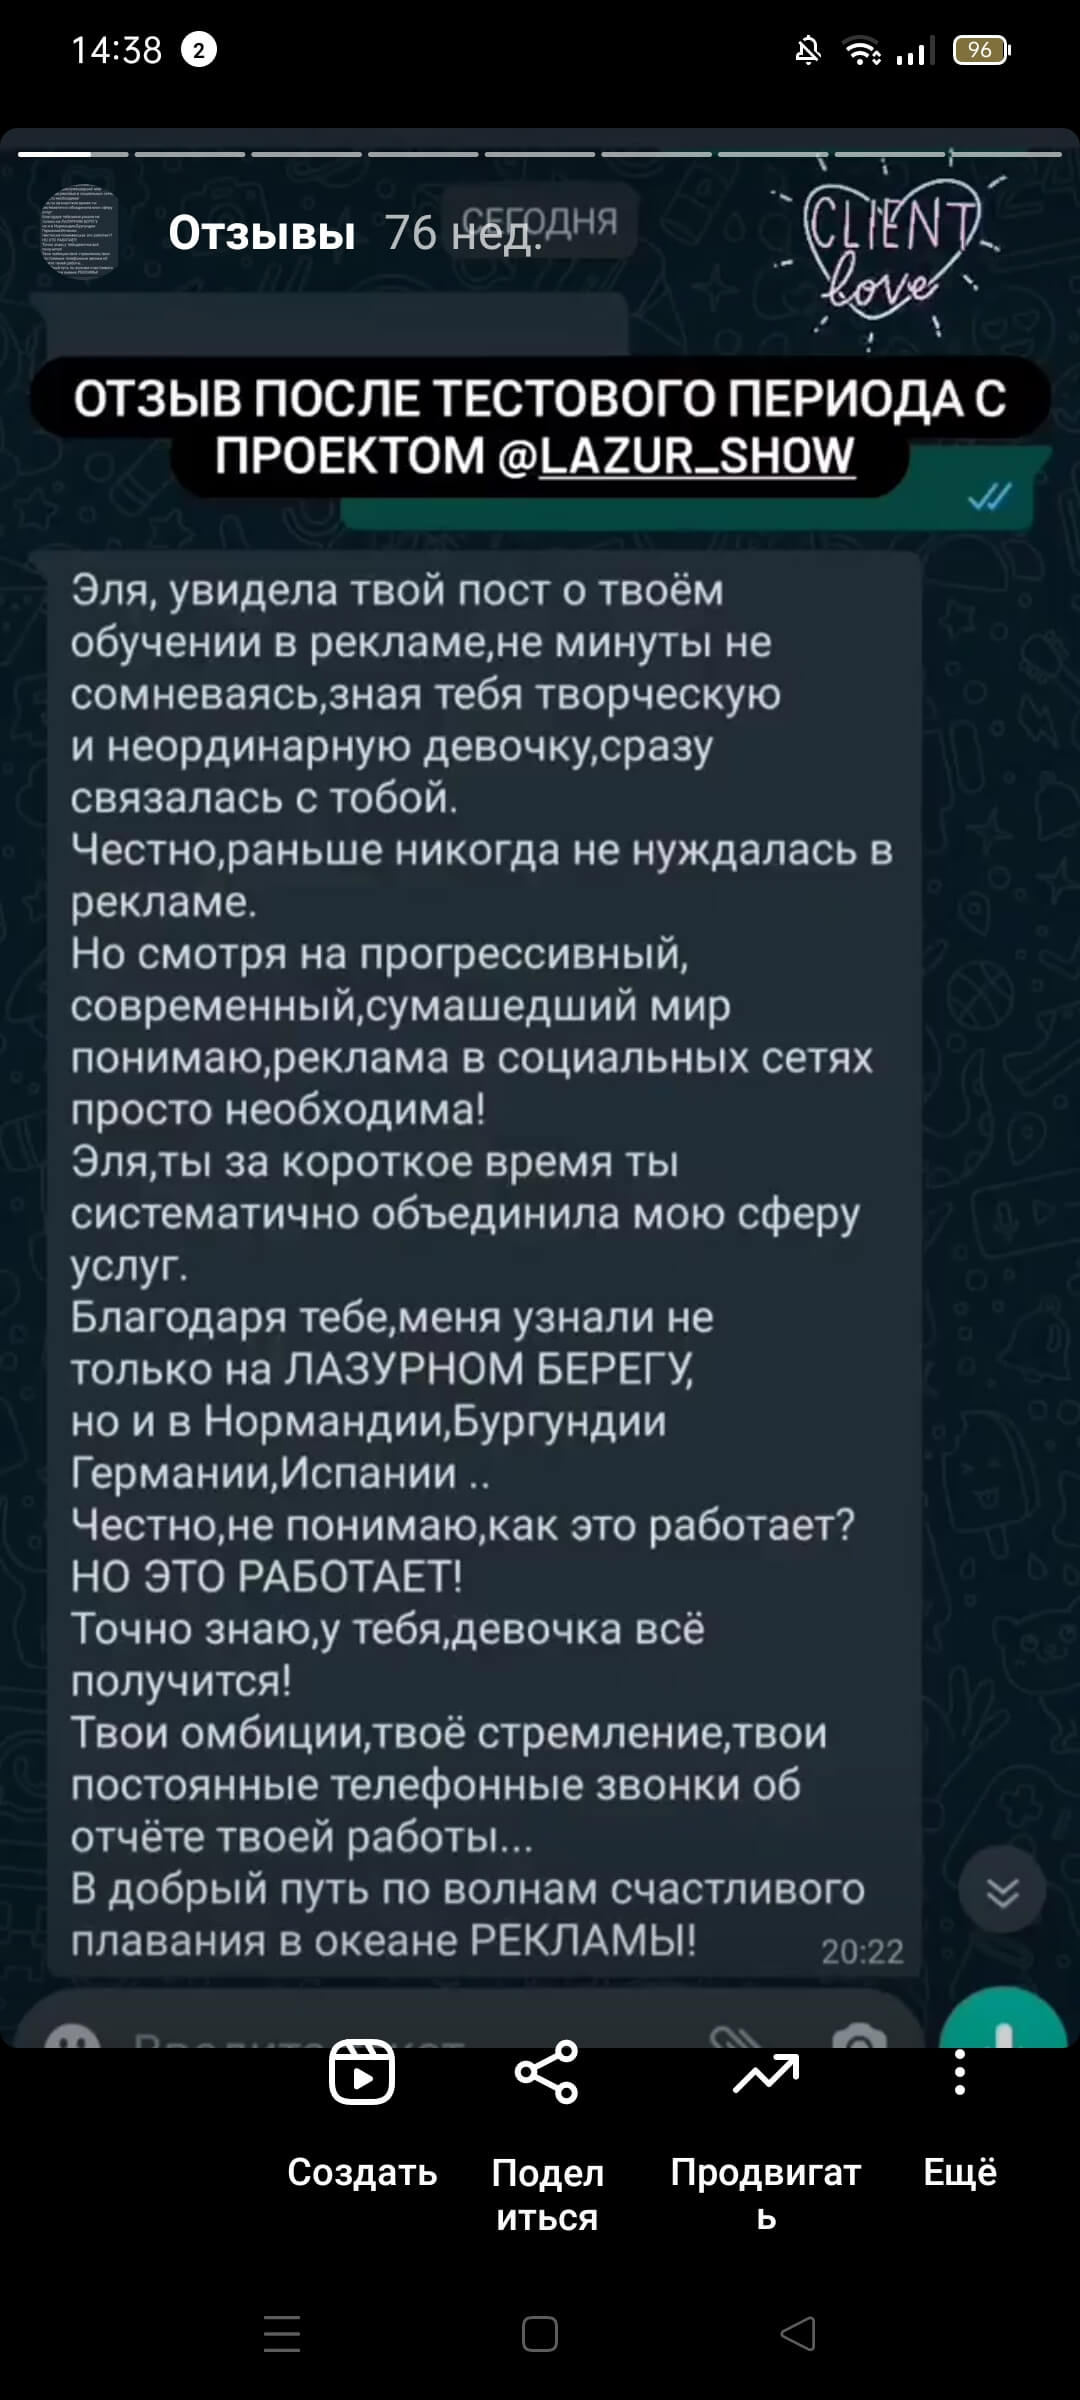 14:38 2 96
Отзывы 76 нед.
СЕГОДНЯ
CLIENT
love
ОТЗЫВ ПОСЛЕ ТЕСТОВОГО ПЕРИОДА С
ПРОЕКТОМ @LAZUR_SHOW
Эля, увидела твой пост о твоём
обучении в рекламе,не минуты не
сомневаясь,зная тебя творческую
и неординарную девочку,сразу
связалась с тобой.
Честно,раньше никогда не нуждалась в
рекламе.
Но смотря на прогрессивный,
современный,сумашедший мир
понимаю,реклама в социальных сетях
просто необходима!
Эля,ты за короткое время ты
систематично объединила мою сферу
услуг.
Благодаря тебе,меня узнали не
только на ЛАЗУРНОМ БЕРЕГУ,
но и в Нормандии,Бургундии
Германии,Испании ..
Честно,не понимаю,как это работает?
НО ЭТО РАБОТАЕТ!
Точно знаю,у тебя,девочка всё
получится!
Твои омбиции,твоё стремление,твои
постоянные телефонные звонки об
отчёте твоей работы...
В добрый путь по волнам счастливого
плавания в океане РЕКЛАМЫ!
20:22
Создать
Подел
иться
Продвигат
ь
Ещё